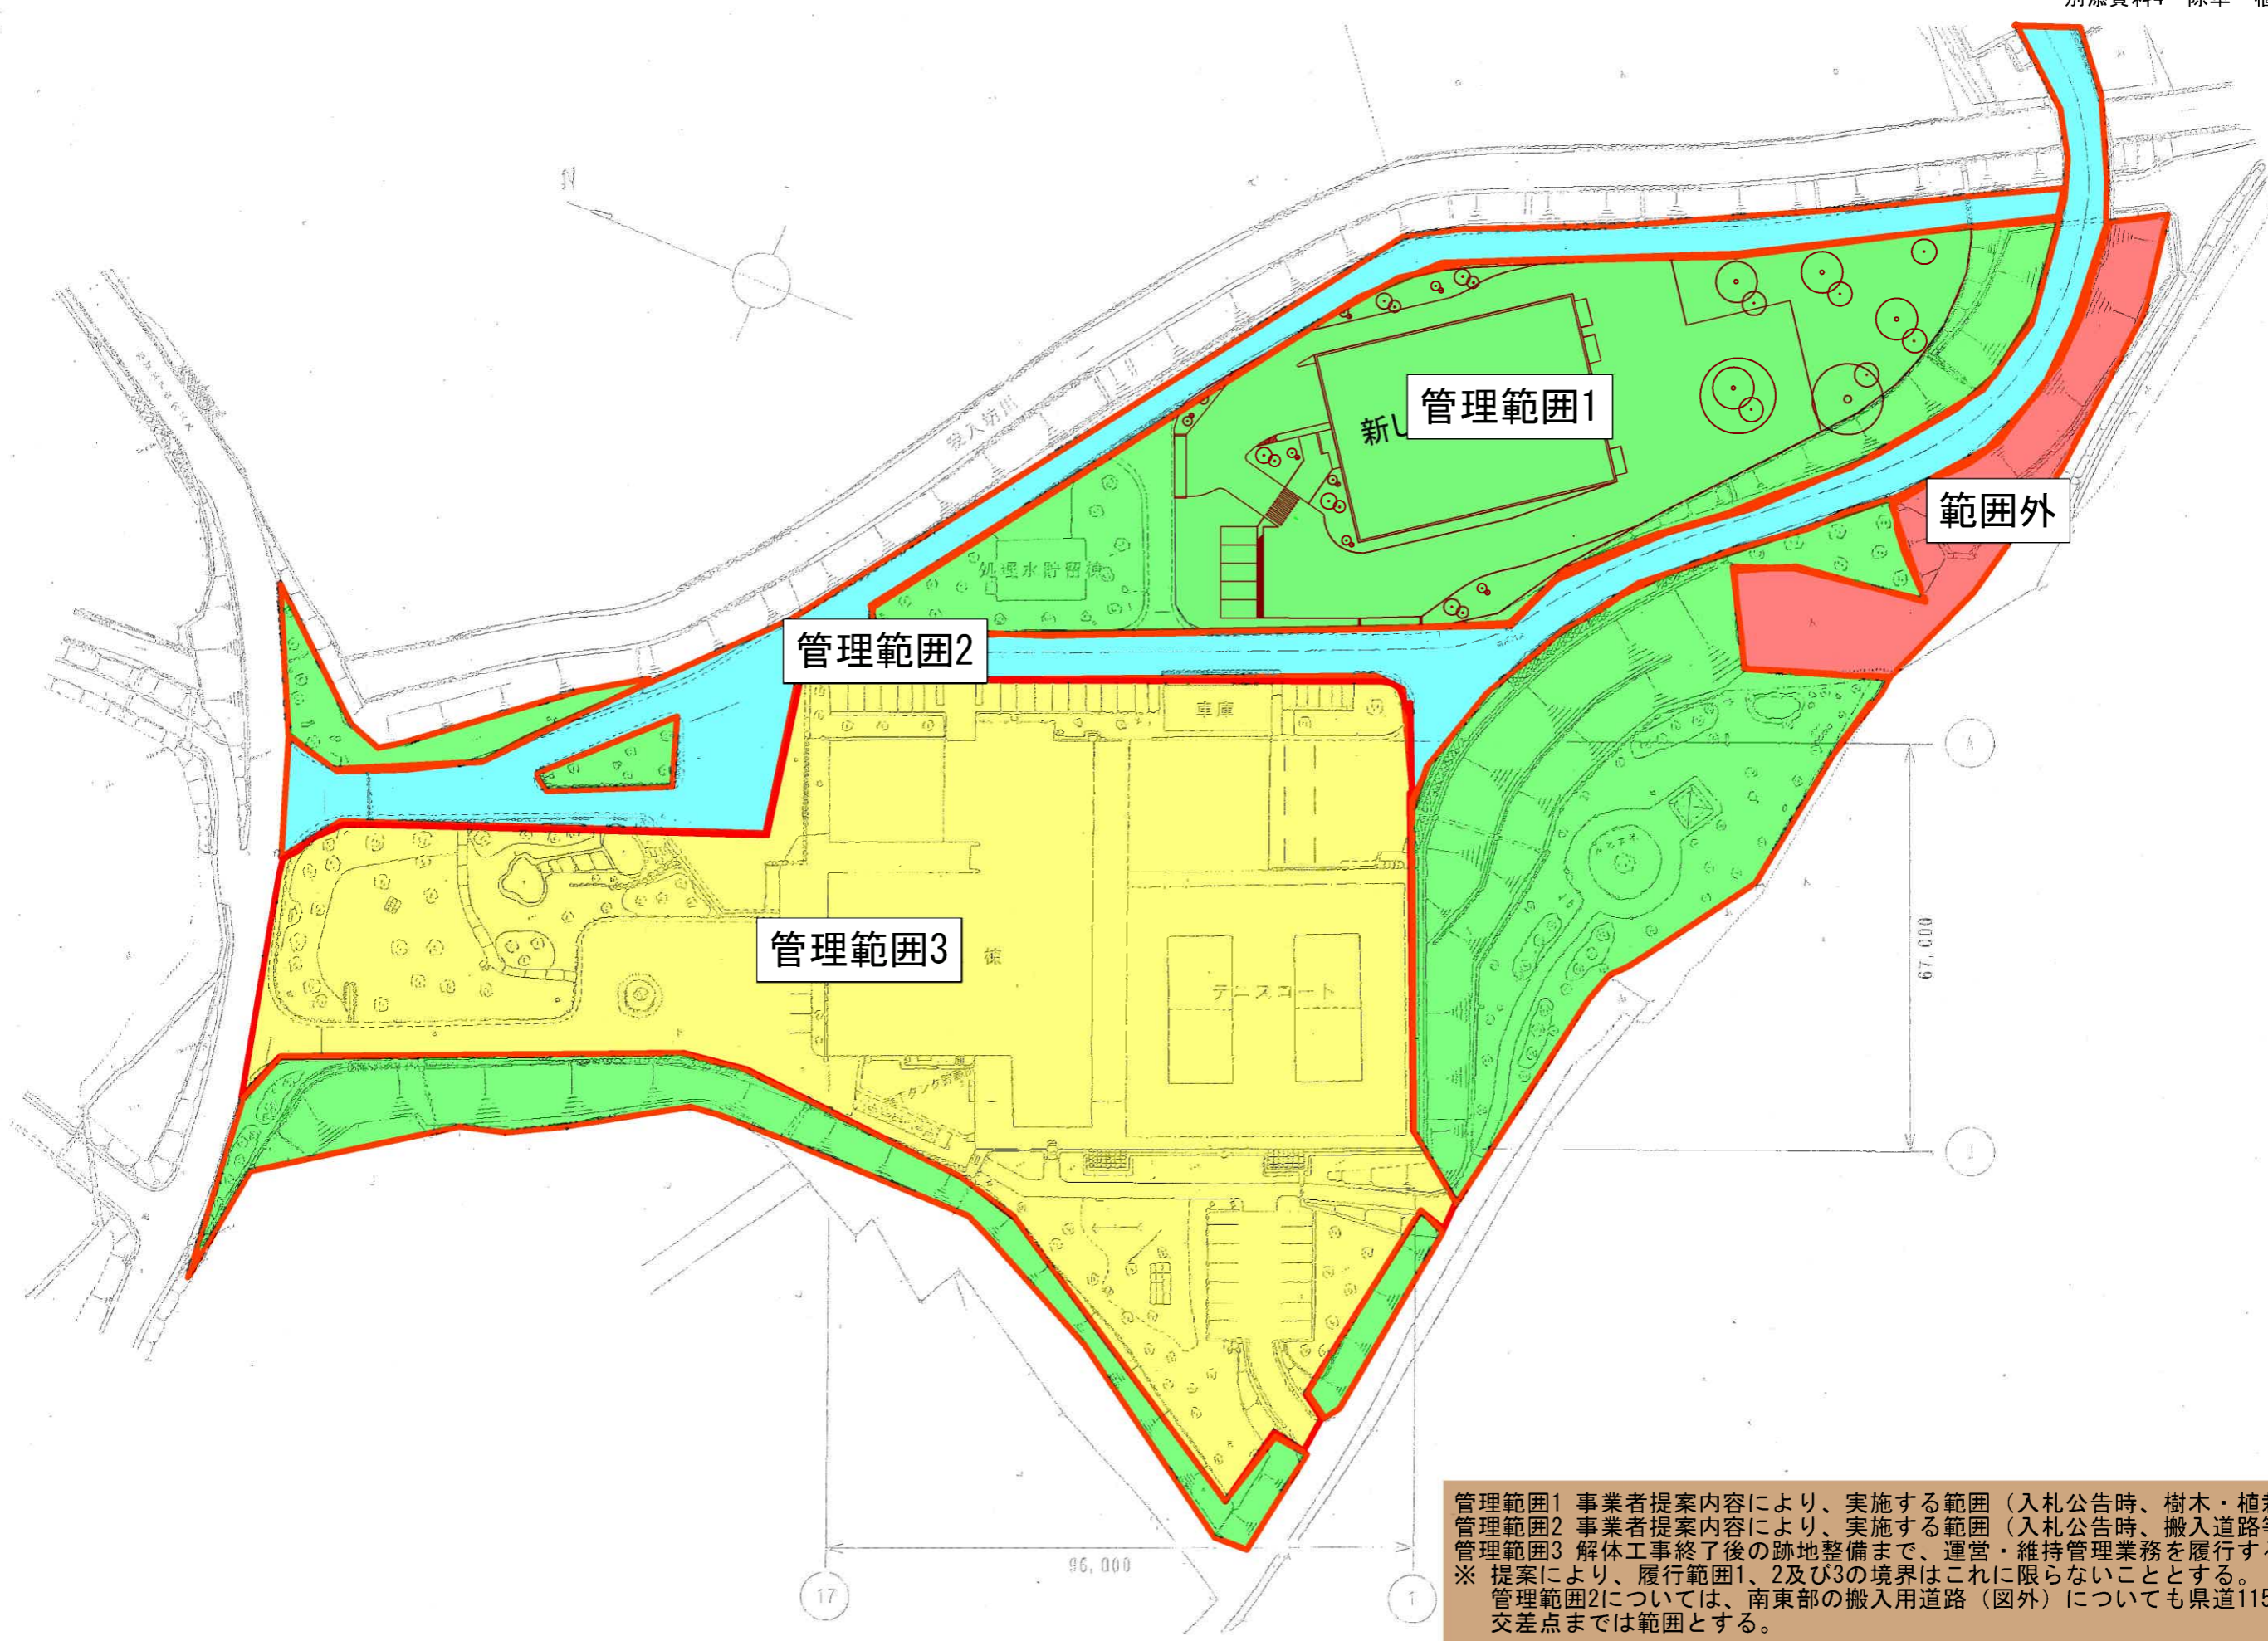 別添資料4 除草・植
N
管理範囲1
新し
範囲外
処理水貯留槽
管理範囲2
車庫
A
管理範囲3
棟
テニスコート
67,000
J
96,000
17
1
管理範囲1 事業者提案内容により、実施する範囲（入札公告時、樹木・植栽
管理範囲2 事業者提案内容により、実施する範囲（入札公告時、搬入道路等
管理範囲3 解体工事終了後の跡地整備まで、運営・維持管理業務を履行する
※ 提案により、履行範囲1、2及び3の境界はこれに限らないこととする。
管理範囲2については、南東部の搬入用道路（図外）についても県道115
交差点までは範囲とする。